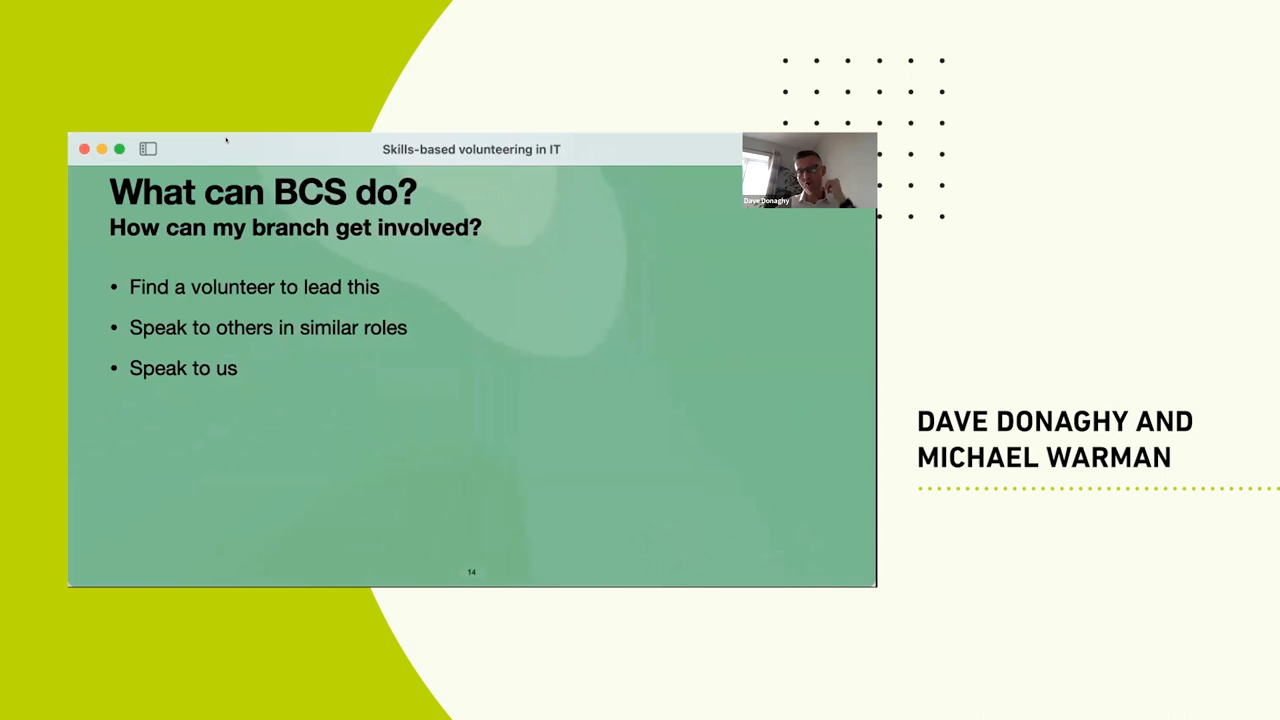 Skills-based volunteering in IT
Dave Donaghy
What can BCS do?
How can my branch get involved?
• Find a volunteer to lead this
• Speak to others in similar roles
• Speak to us
14
DAVE DONAGHY AND
MICHAEL WARMAN